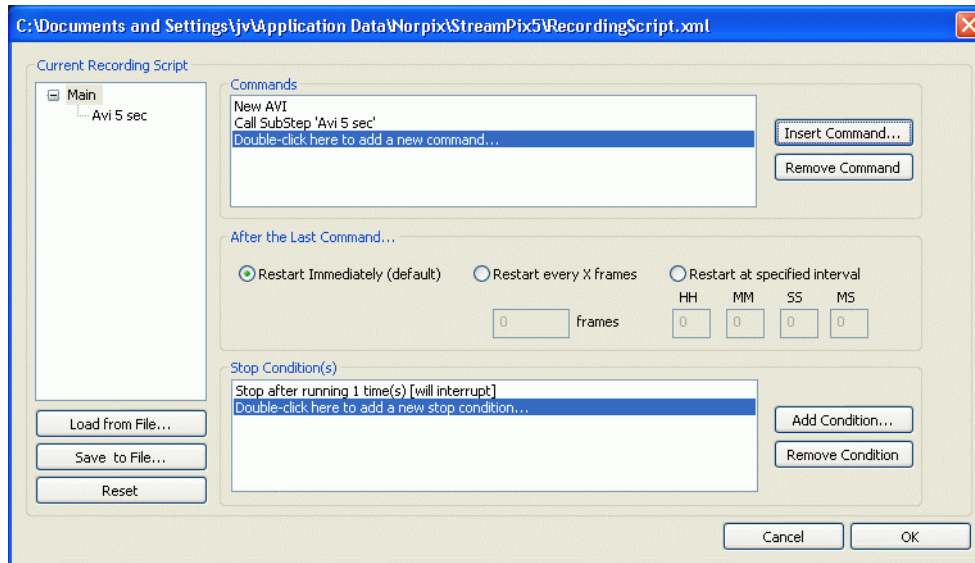 C:\Documents and Settings\jv\Application Data\Norpix\StreamPix5\RecordingScript.xml
Current Recording Script
Main
Avi 5 sec
Commands
New AVI
Call SubStep 'Avi 5 sec'
Double-click here to add a new command...
Insert Command...
Remove Command
After the Last Command...
Restart Immediately (default)
Restart every X frames
Restart at specified interval
HH MM SS MS
0 frames
0 0 0 0
Stop Condition(s)
Stop after running 1 time(s) [will interrupt]
Double-click here to add a new stop condition...
Add Condition...
Remove Condition
Load from File...
Save to File...
Reset
Cancel
OK